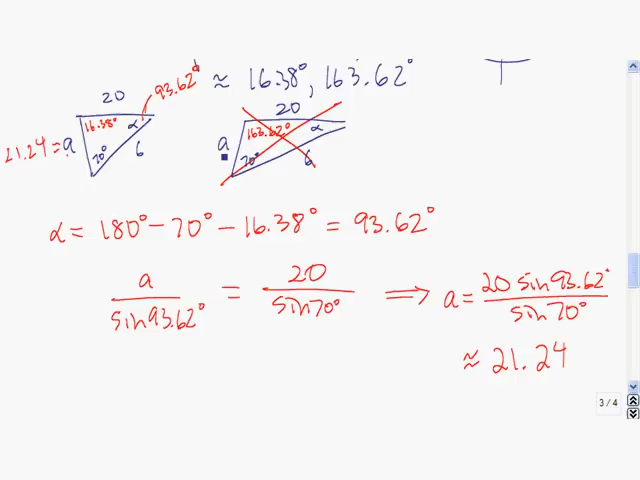 ≈ 16.38°, 163.62°
20
93.62°
16.38°
α
21.24 = a
70°
6
20
163.62°
α
a
70°
6
α = 180° − 70° − 16.38° = 93.62°
a / sin 93.62° = 20 / sin 70° ⟹ a = 20 sin 93.62° / sin 70°
≈ 21.24
3 / 4